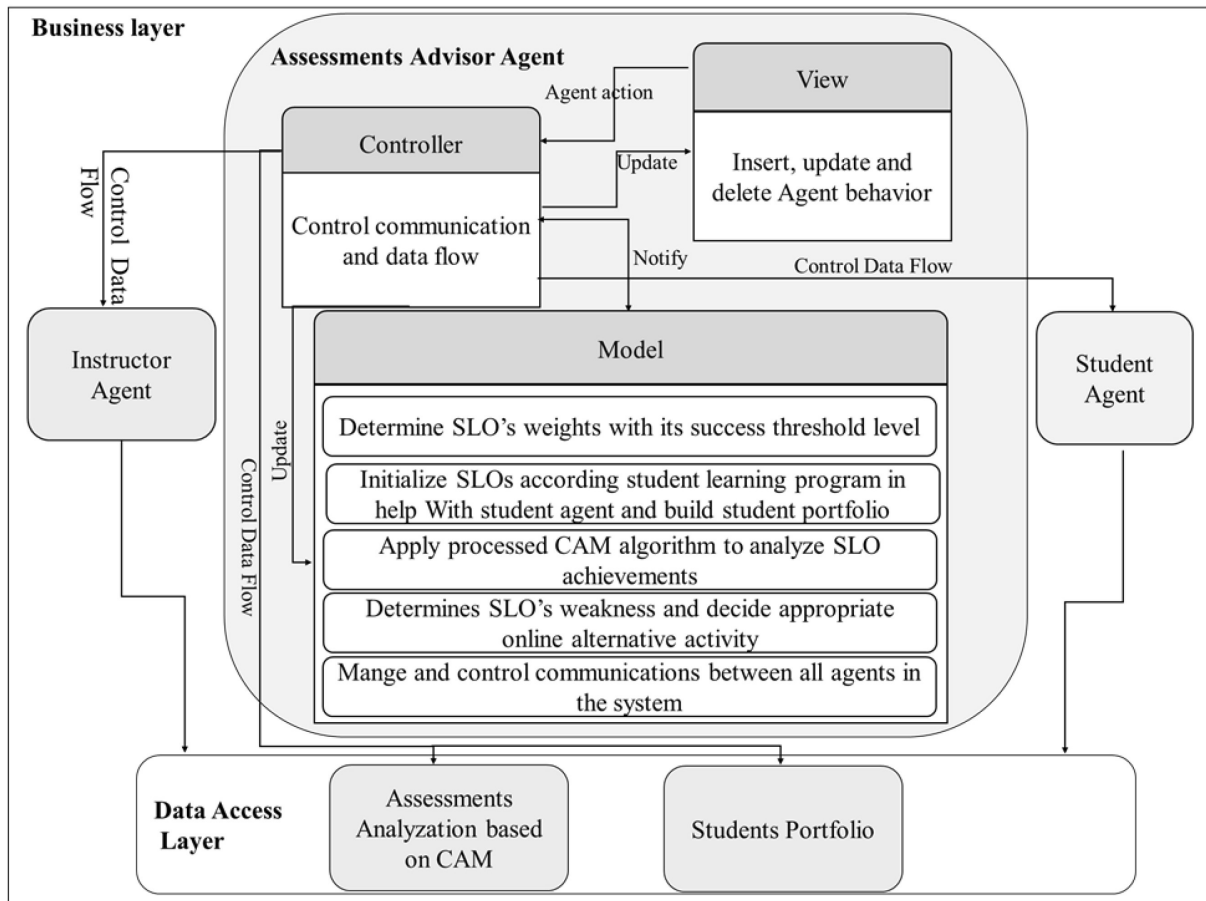 Business layer
Assessments Advisor Agent
View
Agent action
Controller
Update
Insert, update and
delete Agent behavior
Control Data
Flow
Control communication
and data flow
Notify
Control Data Flow
Instructor
Agent
Model
Student
Agent
Determine SLO’s weights with its success threshold level
Update
Control Data Flow
Initialize SLOs according student learning program in
help With student agent and build student portfolio
Apply processed CAM algorithm to analyze SLO
achievements
Determines SLO’s weakness and decide appropriate
online alternative activity
Mange and control communications between all agents in
the system
Data Access
Layer
Assessments
Analyzation based
on CAM
Students Portfolio